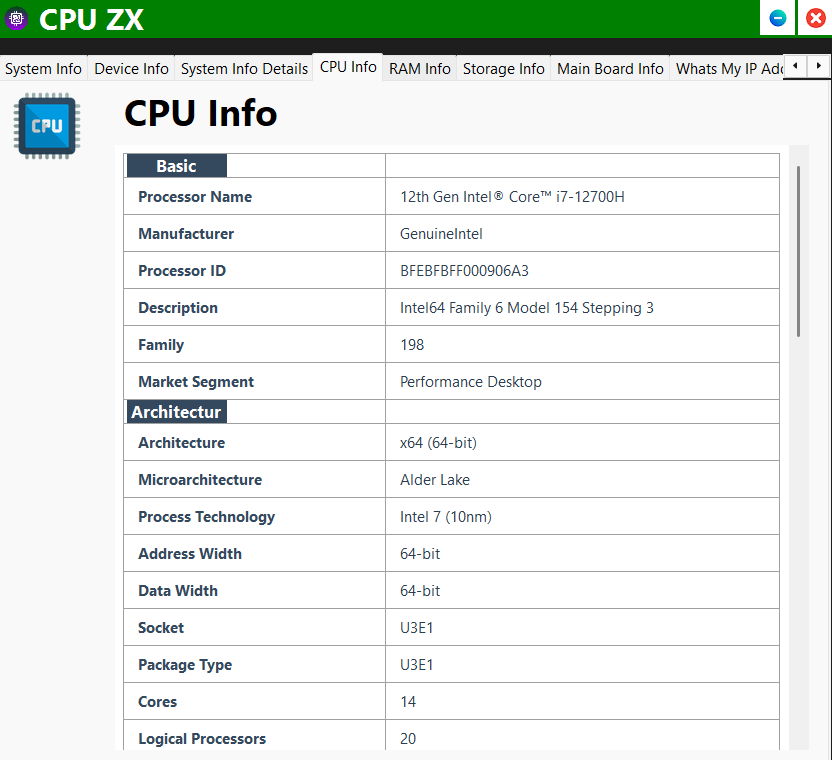 CPU ZX
System Info Device Info System Info Details CPU Info RAM Info Storage Info Main Board Info Whats My IP Add
CPU
CPU Info
Basic
Processor Name 12th Gen Intel® Core™ i7-12700H
Manufacturer GenuineIntel
Processor ID BFEBFBFF000906A3
Description Intel64 Family 6 Model 154 Stepping 3
Family 198
Market Segment Performance Desktop
Architectur
Architecture x64 (64-bit)
Microarchitecture Alder Lake
Process Technology Intel 7 (10nm)
Address Width 64-bit
Data Width 64-bit
Socket U3E1
Package Type U3E1
Cores 14
Logical Processors 20